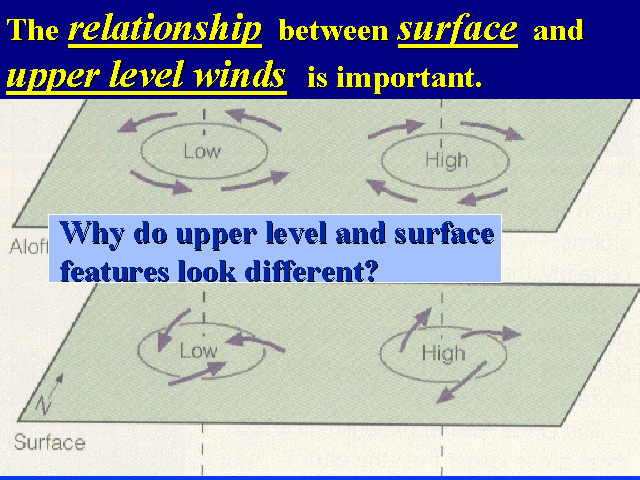 The relationship between surface and
upper level winds is important.
Low
High
Why do upper level and surface
features look different?
Aloft
Low
High
N
Surface